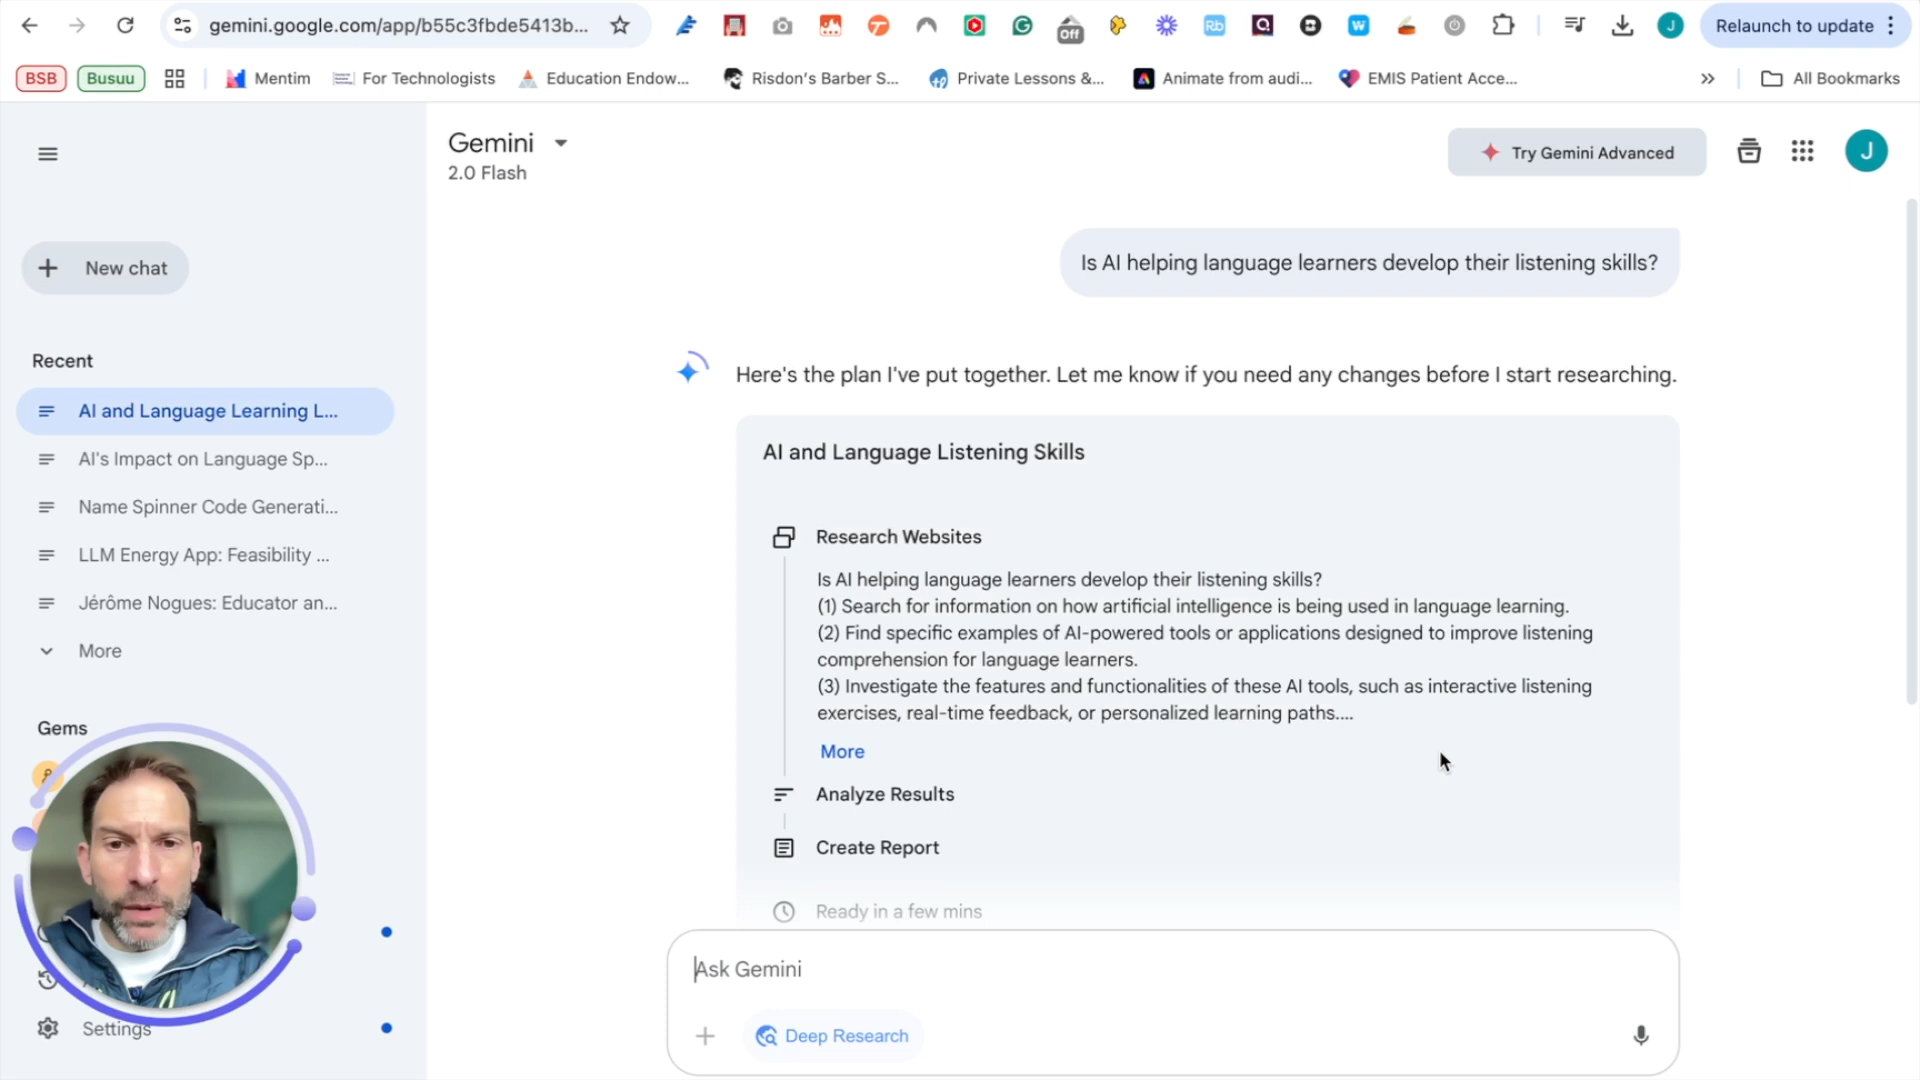 gemini.google.com/app/b55c3fbde5413b...
Off
Rb
W
J
Relaunch to update
BSB
Busuu
Mentim
For Technologists
Education Endow...
Risdon's Barber S...
Private Lessons &...
Animate from audi...
EMIS Patient Acce...
All Bookmarks
Gemini
2.0 Flash
Try Gemini Advanced
J
New chat
Is AI helping language learners develop their listening skills?
Recent
AI and Language Learning L...
AI's Impact on Language Sp...
Name Spinner Code Generati...
LLM Energy App: Feasibility ...
Jérôme Nogues: Educator an...
More
Gems
Settings
Here's the plan I've put together. Let me know if you need any changes before I start researching.
AI and Language Listening Skills
Research Websites
Is AI helping language learners develop their listening skills?
(1) Search for information on how artificial intelligence is being used in language learning.
(2) Find specific examples of AI-powered tools or applications designed to improve listening
comprehension for language learners.
(3) Investigate the features and functionalities of these AI tools, such as interactive listening
exercises, real-time feedback, or personalized learning paths....
More
Analyze Results
Create Report
Ready in a few mins
Ask Gemini
Deep Research